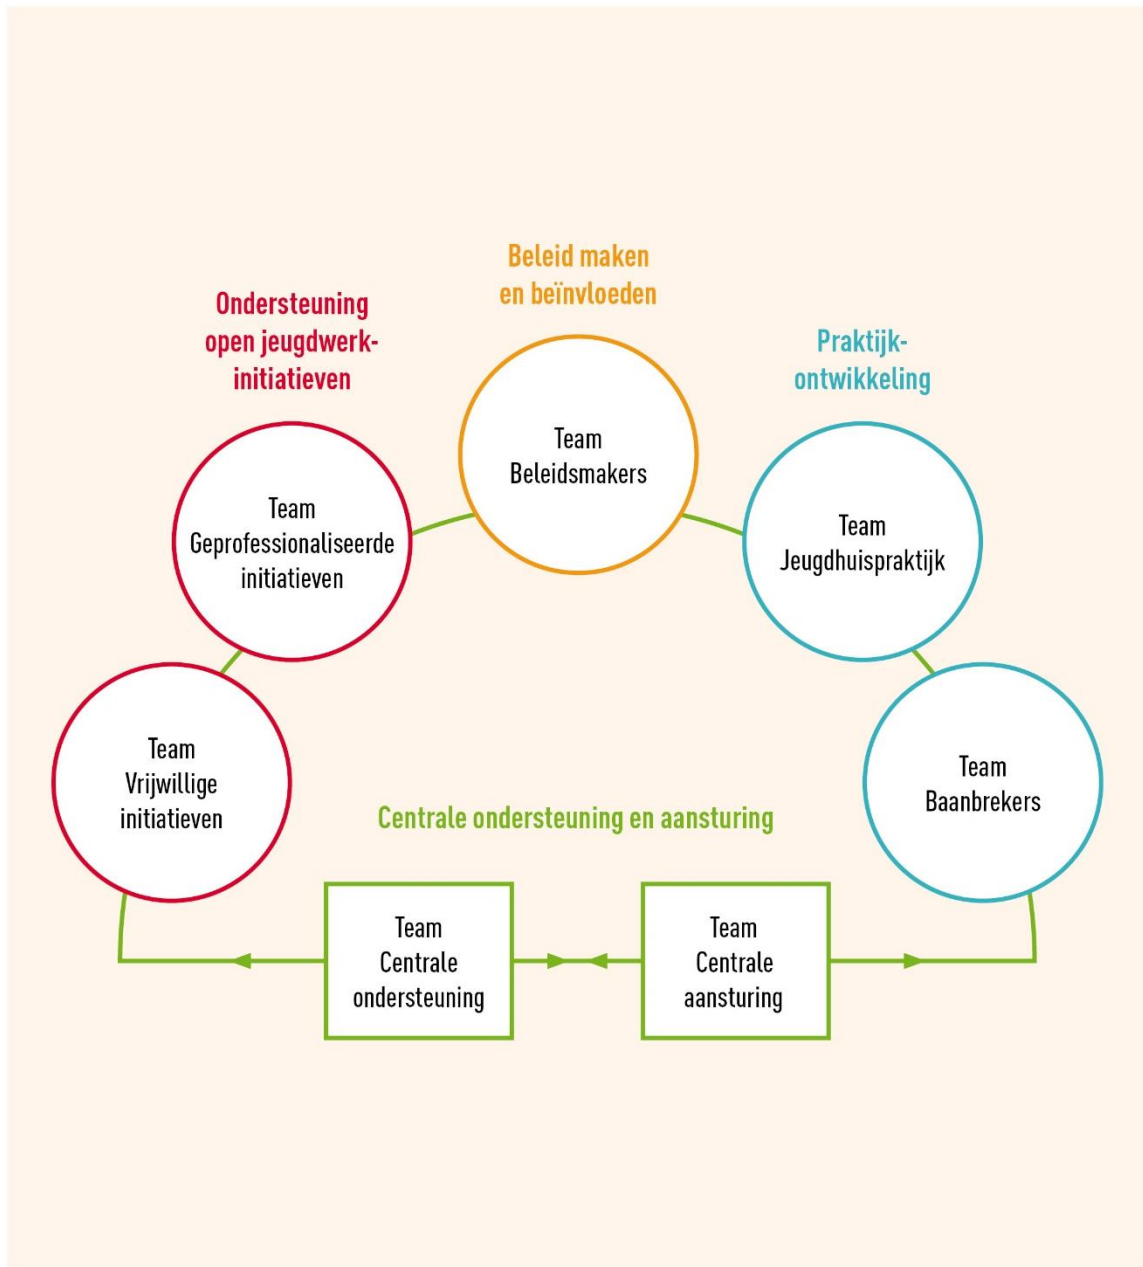 Beleid maken
en beïnvloeden
Ondersteuning
open jeugdwerk-
initiatieven
Praktijk-
ontwikkeling
Team
Beleidsmakers
Team
Geprofessionaliseerde
initiatieven
Team
Jeugdhuispraktijk
Team
Vrijwillige
initiatieven
Team
Baanbrekers
Centrale ondersteuning en aansturing
Team
Centrale
ondersteuning
Team
Centrale
aansturing